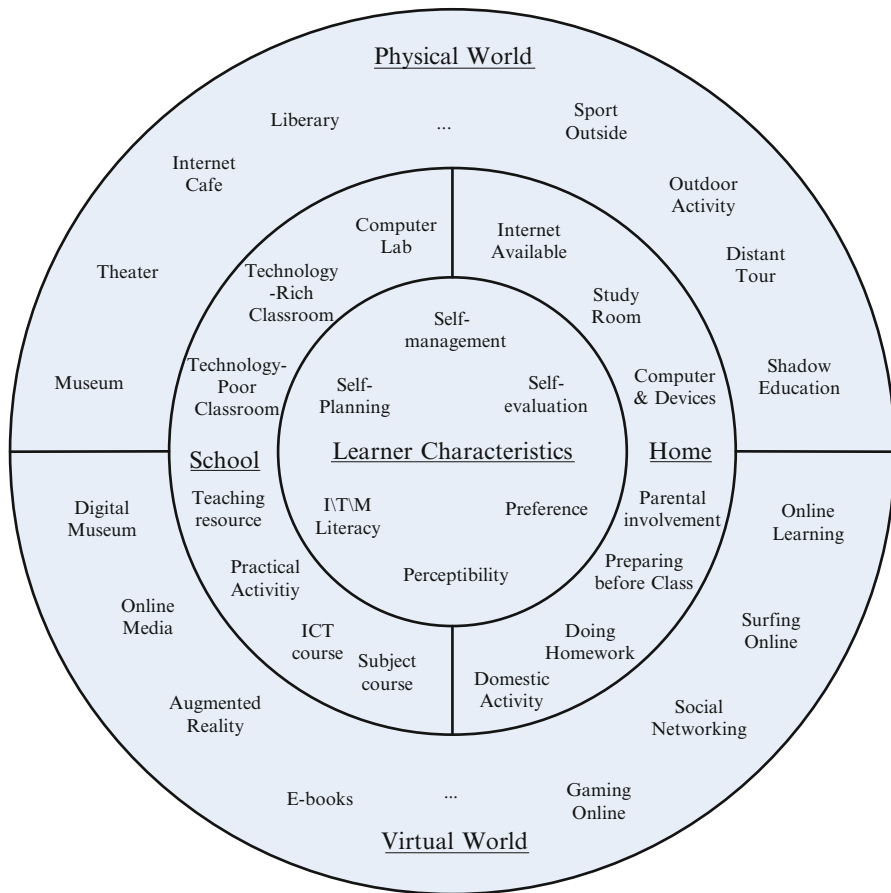 Physical World
Liberary
...
Sport
Outside
Internet
Cafe
Outdoor
Activity
Theater
Distant
Tour
Museum
Shadow
Education
Computer
Lab
Internet
Available
Technology
-Rich
Classroom
Study
Room
Technology-
Poor
Classroom
Computer
& Devices
School
Home
Teaching
resource
Parental
involvement
Practical
Activitiy
Preparing
before Class
ICT
course
Doing
Homework
Subject
course
Domestic
Activity
Self-
management
Self-
Planning
Self-
evaluation
Learner Characteristics
I\T\M
Literacy
Preference
Perceptibility
Digital
Museum
Online
Learning
Online
Media
Surfing
Online
Augmented
Reality
Social
Networking
E-books
...
Gaming
Online
Virtual World